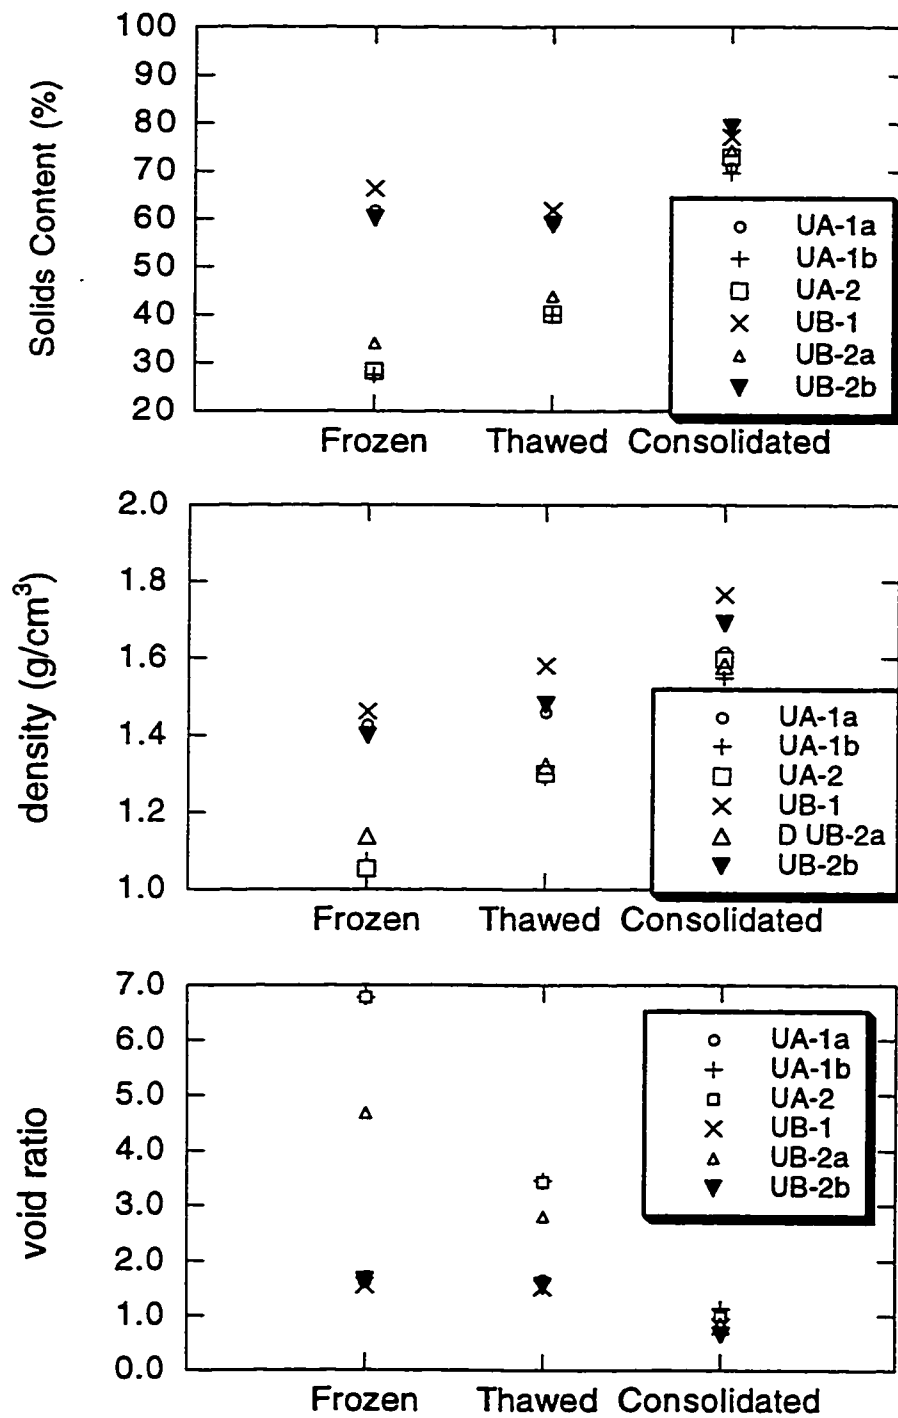 100
90
80
70
60
50
40
30
20
Solids Content (%)
UA-1a
UA-1b
UA-2
UB-1
UB-2a
UB-2b
Frozen Thawed Consolidated
2.0
1.8
1.6
1.4
1.2
1.0
density (g/cm³)
UA-1a
UA-1b
UA-2
UB-1
D UB-2a
UB-2b
Frozen Thawed Consolidated
7.0
6.0
5.0
4.0
3.0
2.0
1.0
0.0
void ratio
UA-1a
UA-1b
UA-2
UB-1
UB-2a
UB-2b
Frozen Thawed Consolidated